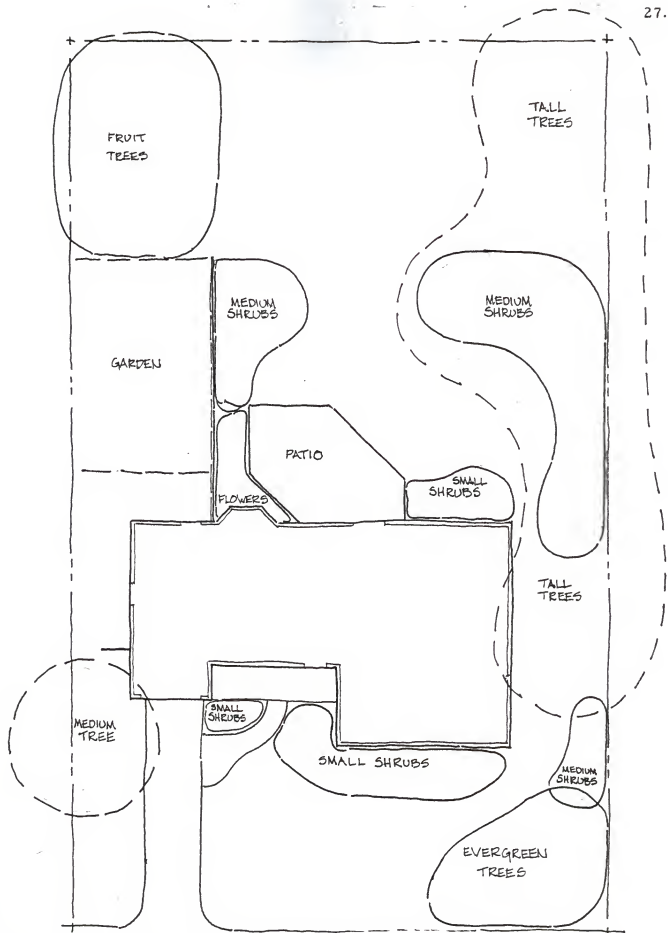 27.
TALL
TREES
FRUIT
TREES
MEDIUM
SHRUBS
MEDIUM
SHRUBS
GARDEN
PATIO
SMALL
SHRUBS
FLOWERS
TALL
TREES
SMALL
SHRUBS
MEDIUM
TREE
SMALL SHRUBS
MEDIUM
SHRUBS
EVERGREEN
TREES